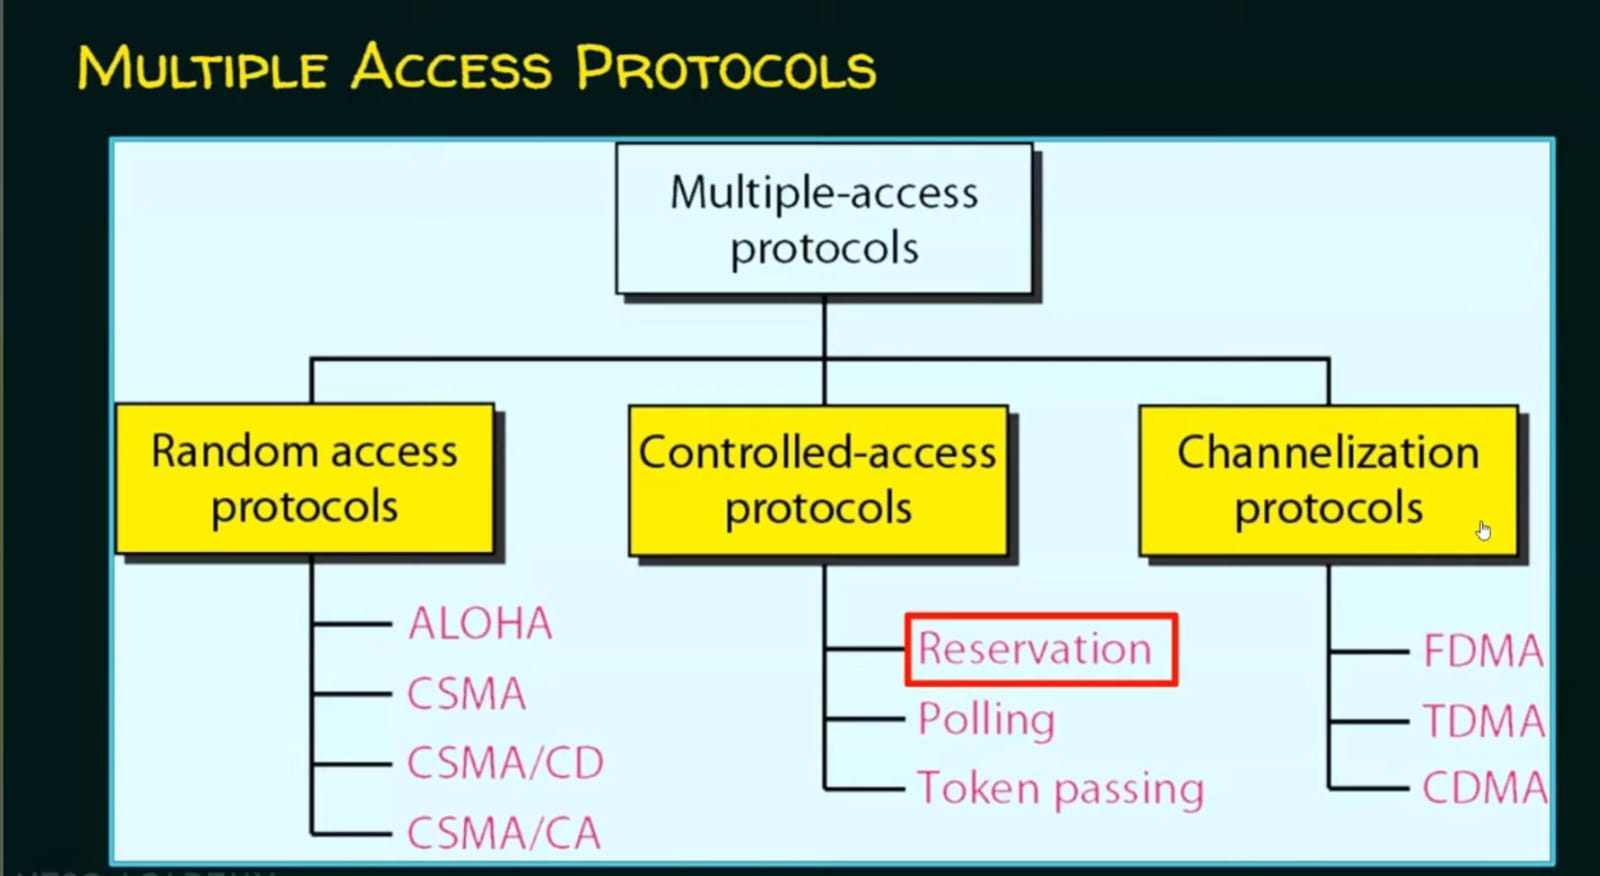 MULTIPLE ACCESS PROTOCOLS
Multiple-access
protocols
Random access
protocols
Controlled-access
protocols
Channelization
protocols
ALOHA
CSMA
CSMA/CD
CSMA/CA
Reservation
Polling
Token passing
FDMA
TDMA
CDMA